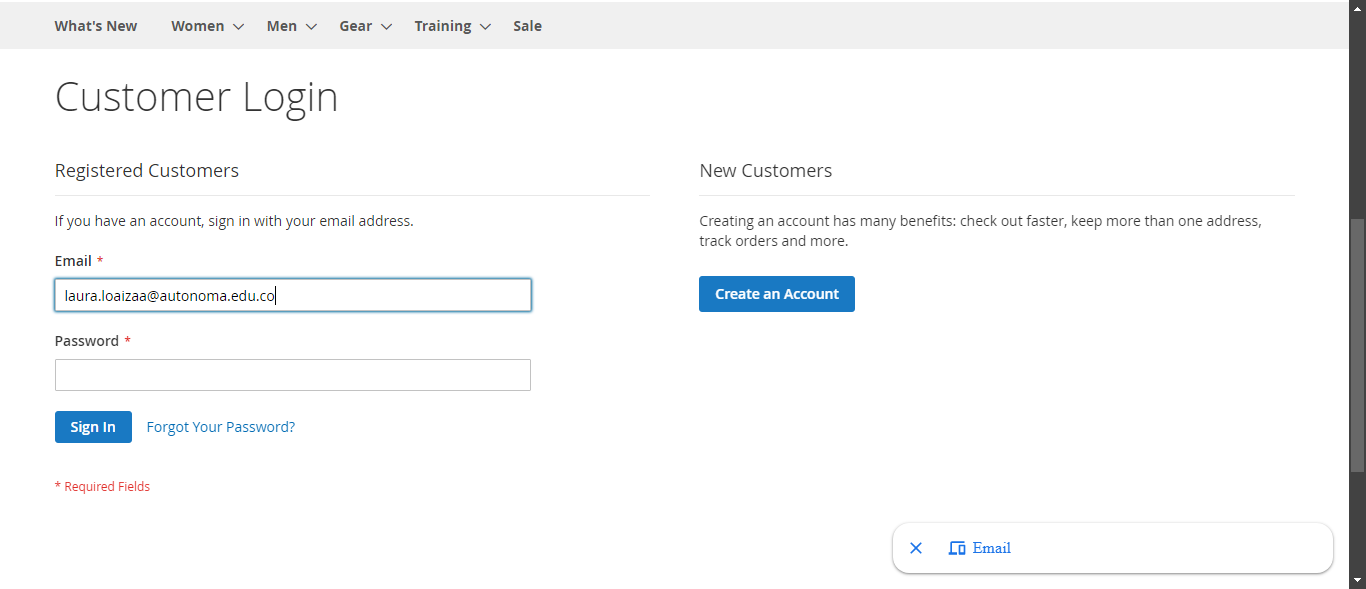 What's New Women Men Gear Training Sale
Customer Login
Registered Customers
If you have an account, sign in with your email address.
Email *
laura.loaizaa@autonoma.edu.co
Password *
Sign In Forgot Your Password?
* Required Fields
New Customers
Creating an account has many benefits: check out faster, keep more than one address,
track orders and more.
Create an Account
Email